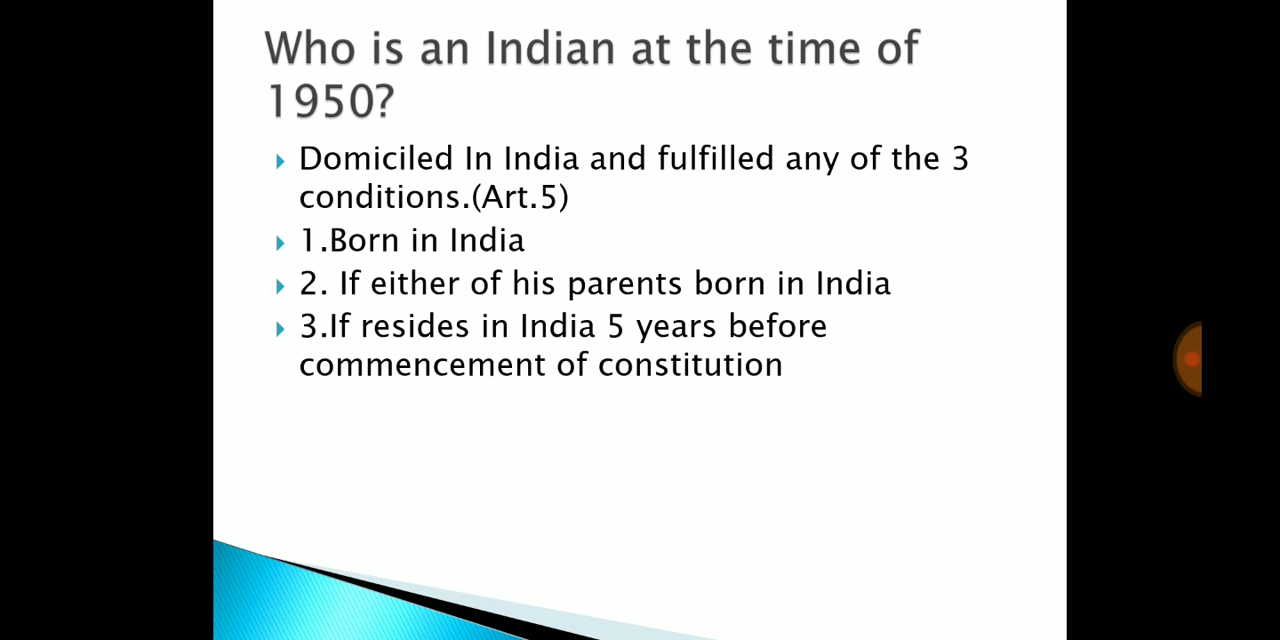 Who is an Indian at the time of
1950?
Domiciled In India and fulfilled any of the 3
conditions.(Art.5)
1.Born in India
2. If either of his parents born in India
3.If resides in India 5 years before
commencement of constitution